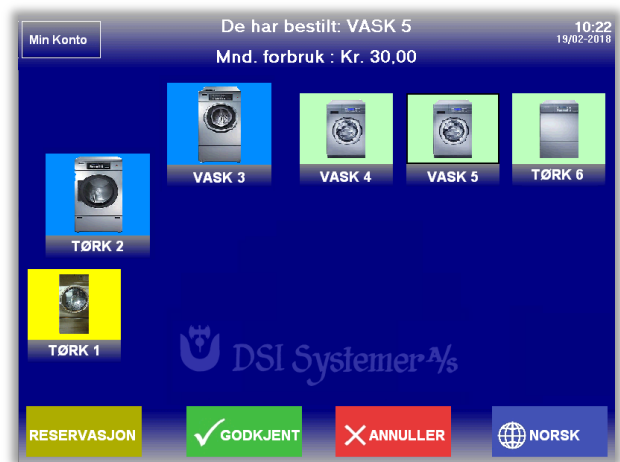 Min Konto
De har bestilt: VASK 5
Mnd. forbruk : Kr. 30,00
10:22
19/02-2018
VASK 3
VASK 4
VASK 5
TØRK 6
TØRK 2
TØRK 1
DSI Systemer A/s
RESERVASJON
GODKJENT
ANNULLER
NORSK